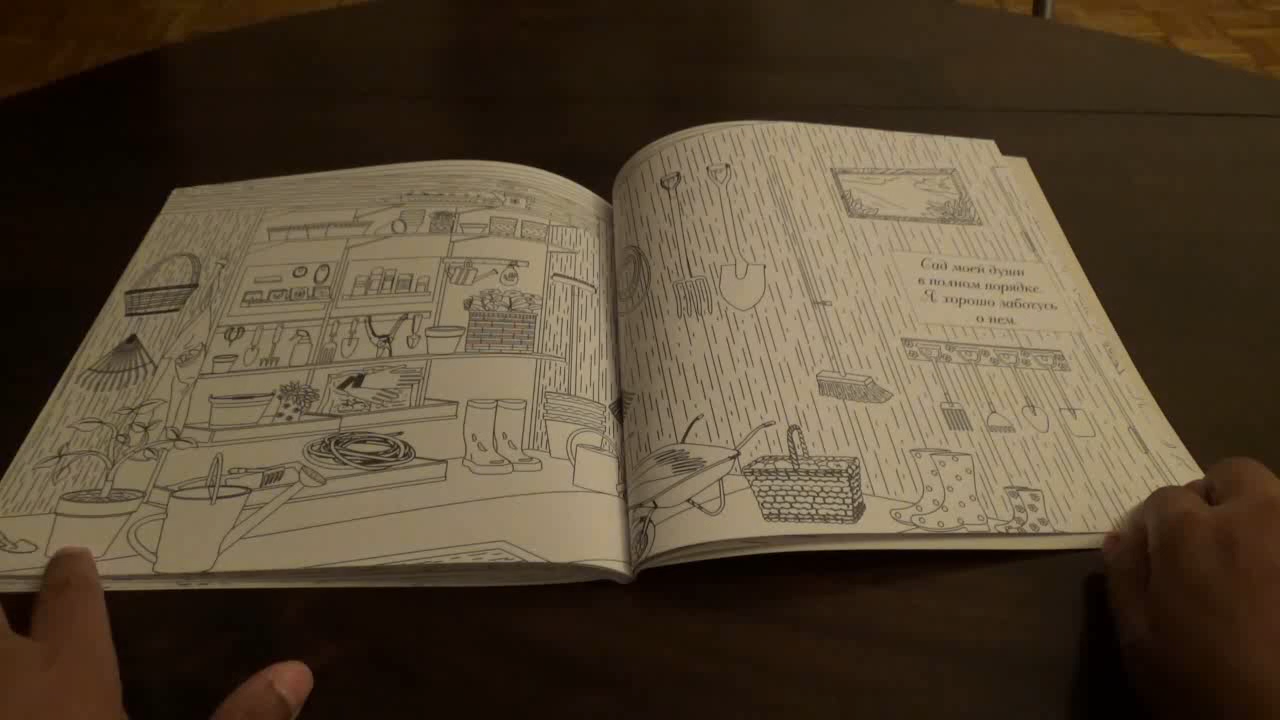 Сад моей души
в полном порядке.
Я хорошо забочусь
о нем.